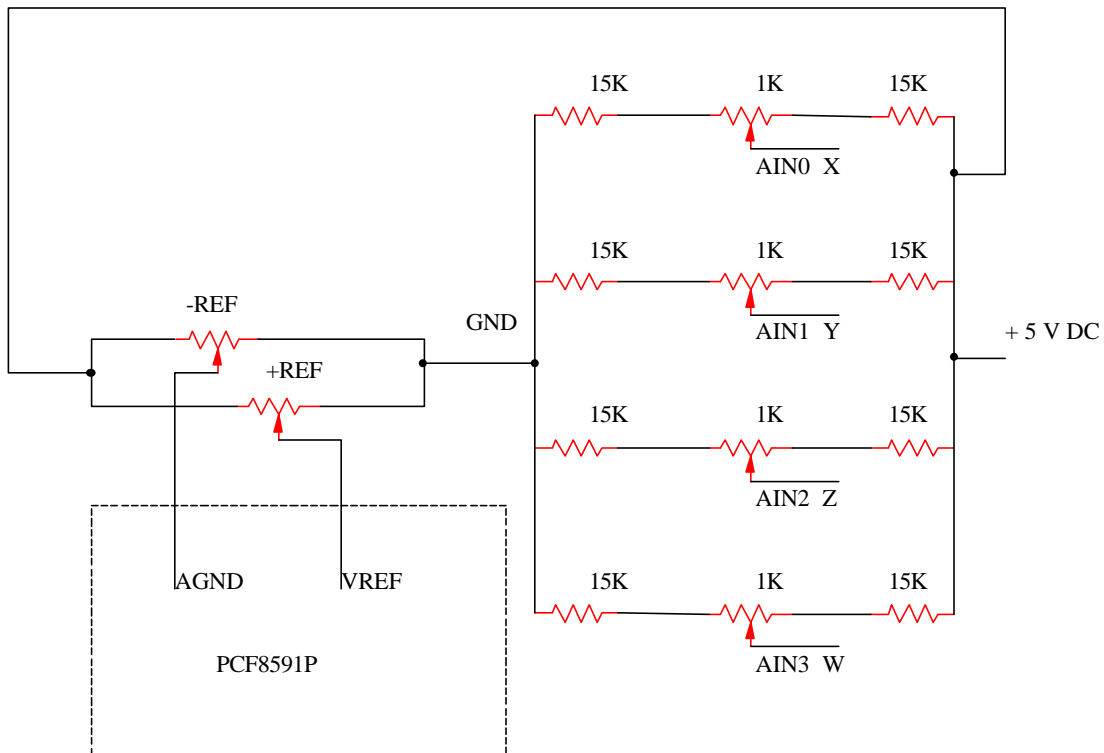 15K 1K 15K
AIN0 X
15K 1K 15K
-REF
GND
AIN1 Y
+ 5 V DC
+REF
15K 1K 15K
AIN2 Z
AGND VREF
15K 1K 15K
PCF8591P
AIN3 W